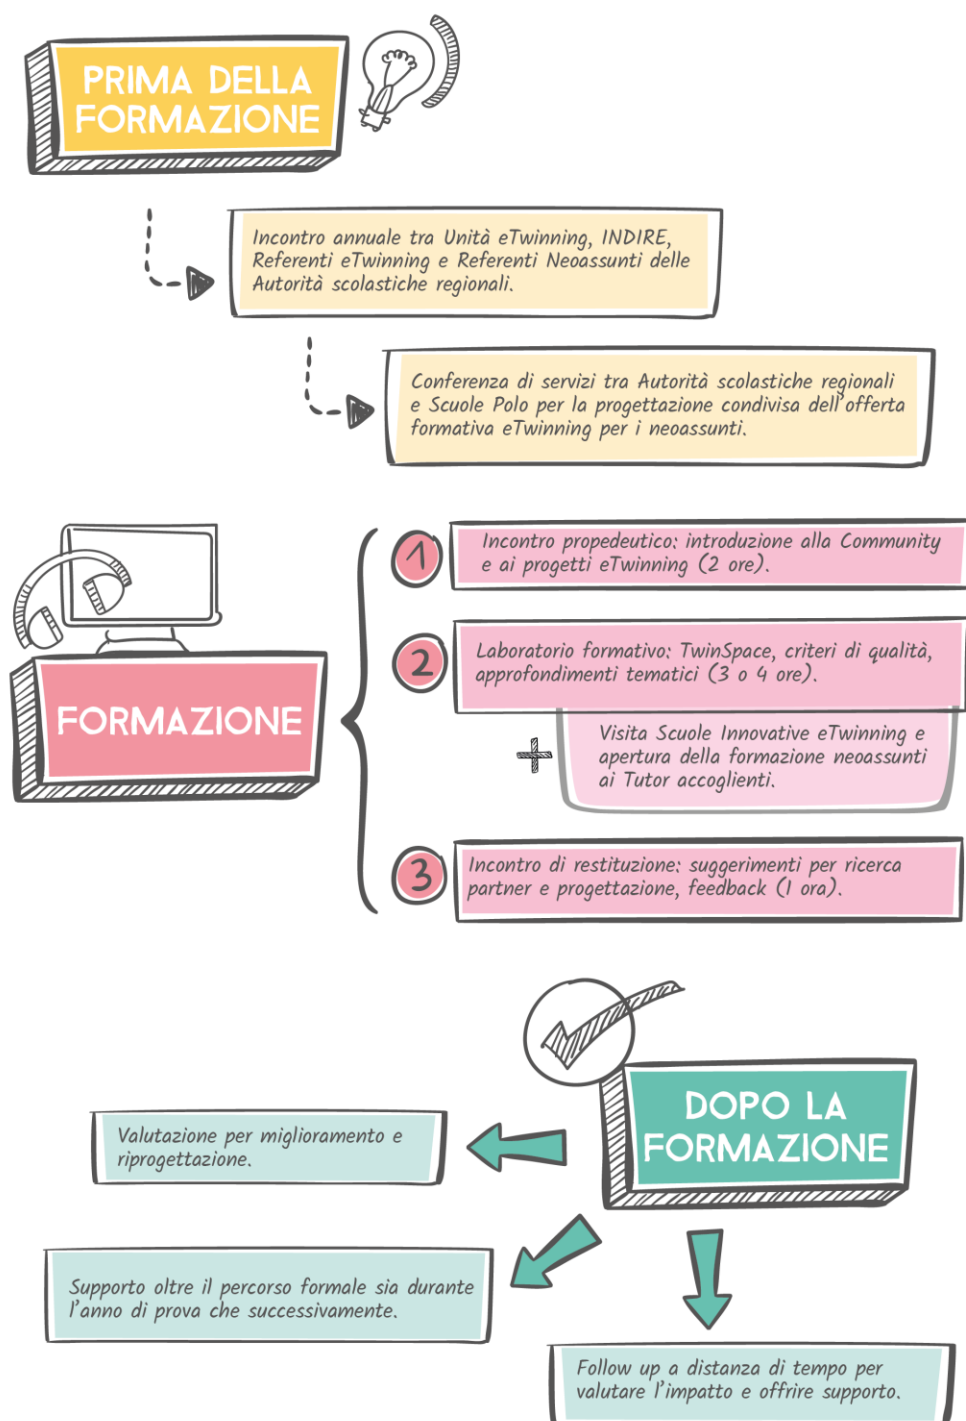 PRIMA DELLA
FORMAZIONE
Incontro annuale tra Unità eTwinning, INDIRE,
Referenti eTwinning e Referenti Neoassunti delle
Autorità scolastiche regionali.
Conferenza di servizi tra Autorità scolastiche regionali
e Scuole Polo per la progettazione condivisa dell'offerta
formativa eTwinning per i neoassunti.
FORMAZIONE
1
Incontro propedeutico: introduzione alla Community
e ai progetti eTwinning (2 ore).
2
Laboratorio formativo: TwinSpace, criteri di qualità,
approfondimenti tematici (3 o 4 ore).
+
Visita Scuole Innovative eTwinning e
apertura della formazione neoassunti
ai Tutor accoglienti.
3
Incontro di restituzione: suggerimenti per ricerca
partner e progettazione, feedback (1 ora).
DOPO LA
FORMAZIONE
Valutazione per miglioramento e
riprogettazione.
Supporto oltre il percorso formale sia durante
l'anno di prova che successivamente.
Follow up a distanza di tempo per
valutare l'impatto e offrire supporto.